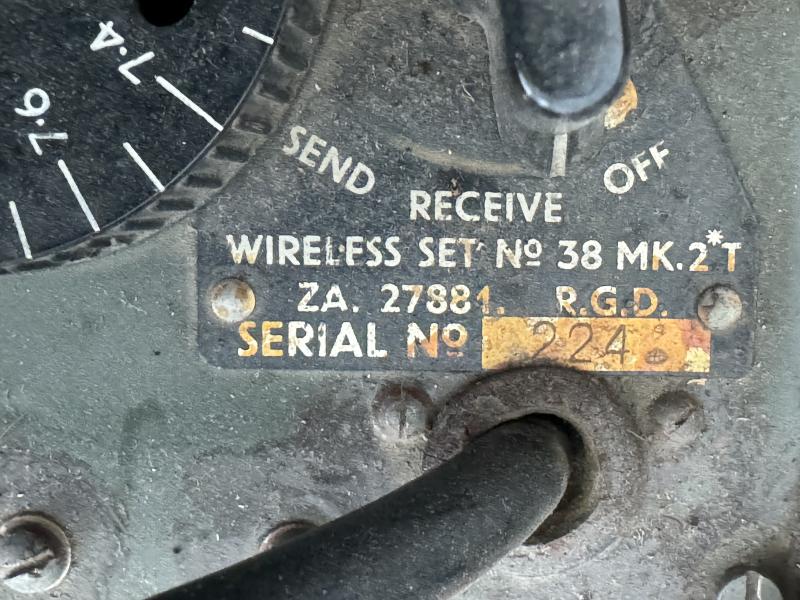 7.4
7.6
SEND
RECEIVE
OFF
WIRELESS SET Nº 38 MK.2*T
ZA. 27881. R.G.D.
SERIAL Nº 224